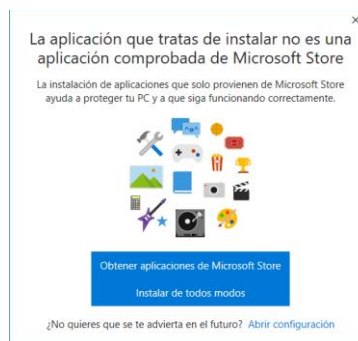 La aplicación que tratas de instalar no es una
aplicación comprobada de Microsoft Store
La instalación de aplicaciones que solo provienen de Microsoft Store
ayuda a proteger tu PC y a que siga funcionando correctamente.
Obtener aplicaciones de Microsoft Store
Instalar de todos modos
¿No quieres que se te advierta en el futuro? Abrir configuración